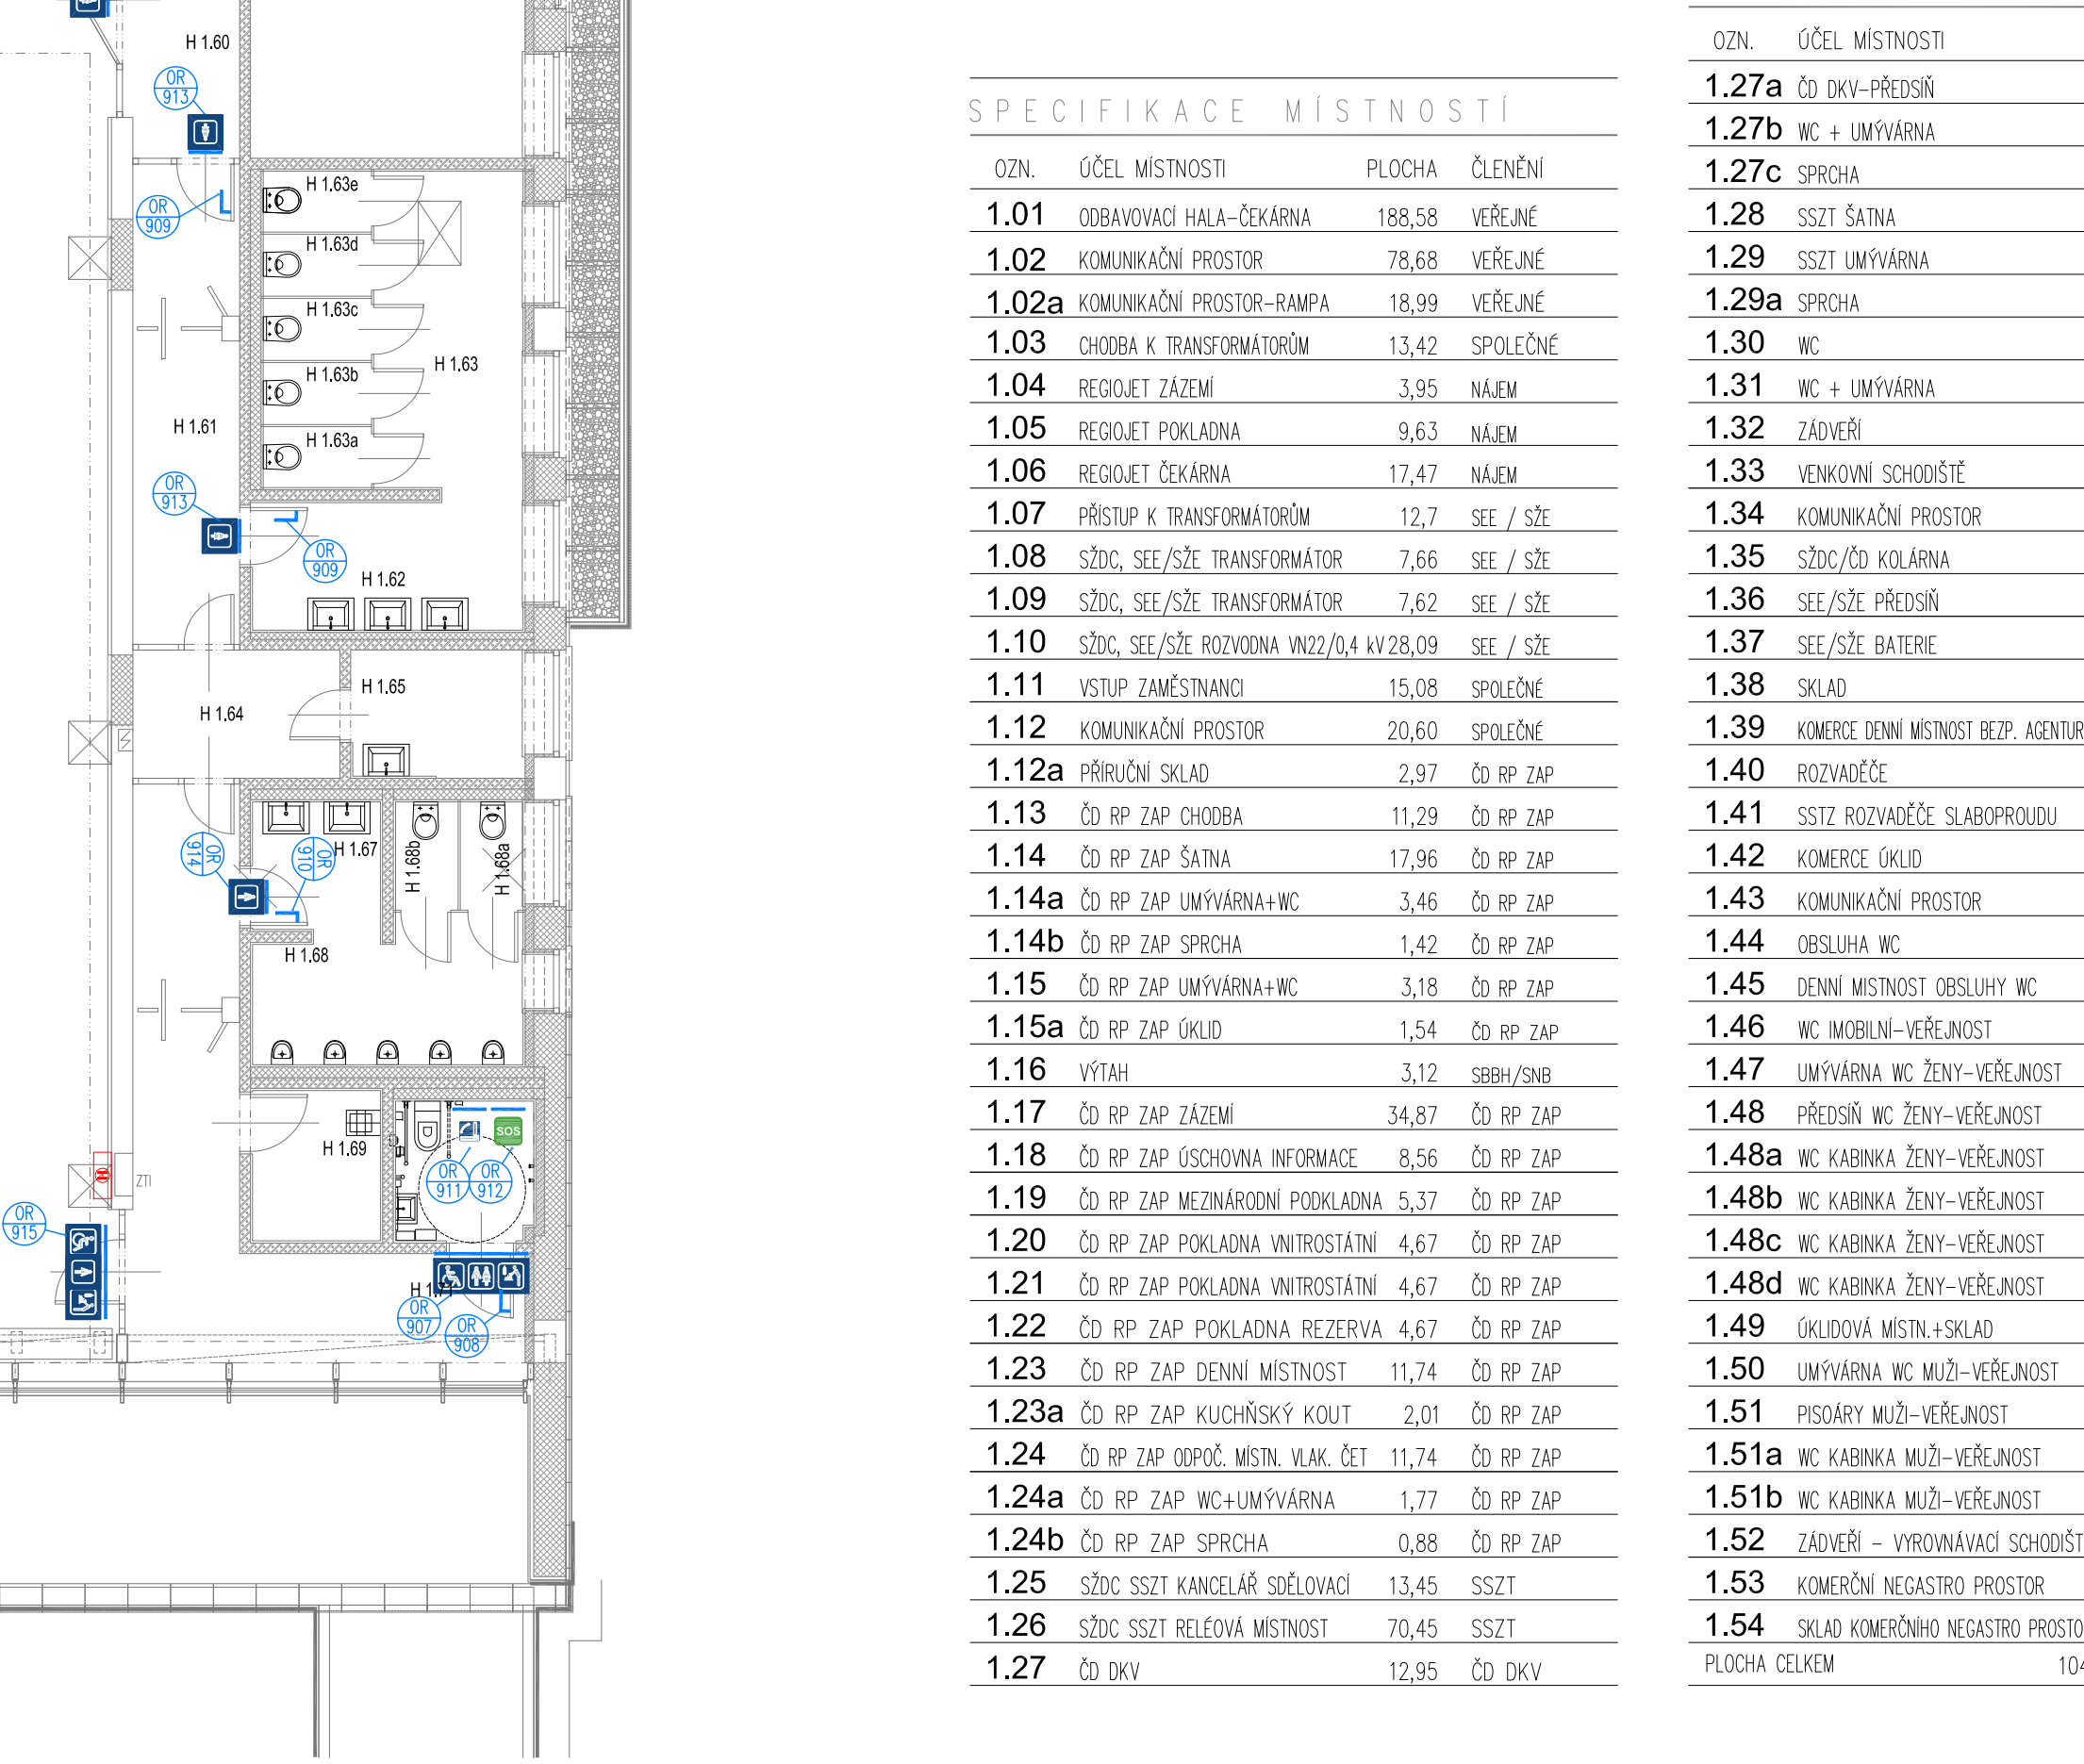 H 1.60
OR
913
H 1.63e
OR
909
H 1.63d
H 1.63c
H 1.63
H 1.63b
H 1.61
H 1.63a
OR
913
OR
909
H 1.62
H 1.65
H 1.64
OR
914
OR
910
H 1.67
H 1.68b
H 1.68a
H 1.68
H 1.69
SOS
OR
911
OR
912
ZTI
OR
915
H 1.71
OR
907
OR
908
SPECIFIKACE MÍSTNOSTÍ
OZN. ÚČEL MÍSTNOSTI PLOCHA ČLENĚNÍ
1.01 ODBAVOVACÍ HALA-ČEKÁRNA 188,58 VEŘEJNÉ
1.02 KOMUNIKAČNÍ PROSTOR 78,68 VEŘEJNÉ
1.02a KOMUNIKAČNÍ PROSTOR-RAMPA 18,99 VEŘEJNÉ
1.03 CHODBA K TRANSFORMÁTORŮM 13,42 SPOLEČNÉ
1.04 REGIOJET ZÁZEMÍ 3,95 NÁJEM
1.05 REGIOJET POKLADNA 9,63 NÁJEM
1.06 REGIOJET ČEKÁRNA 17,47 NÁJEM
1.07 PŘÍSTUP K TRANSFORMÁTORŮM 12,7 SEE / SŽE
1.08 SŽDC, SEE/SŽE TRANSFORMÁTOR 7,66 SEE / SŽE
1.09 SŽDC, SEE/SŽE TRANSFORMÁTOR 7,62 SEE / SŽE
1.10 SŽDC, SEE/SŽE ROZVODNA VN22/0,4 kV 28,09 SEE / SŽE
1.11 VSTUP ZAMĚSTNANCI 15,08 SPOLEČNÉ
1.12 KOMUNIKAČNÍ PROSTOR 20,60 SPOLEČNÉ
1.12a PŘÍRUČNÍ SKLAD 2,97 ČD RP ZAP
1.13 ČD RP ZAP CHODBA 11,29 ČD RP ZAP
1.14 ČD RP ZAP ŠATNA 17,96 ČD RP ZAP
1.14a ČD RP ZAP UMÝVÁRNA+WC 3,46 ČD RP ZAP
1.14b ČD RP ZAP SPRCHA 1,42 ČD RP ZAP
1.15 ČD RP ZAP UMÝVÁRNA+WC 3,18 ČD RP ZAP
1.15a ČD RP ZAP ÚKLID 1,54 ČD RP ZAP
1.16 VÝTAH 3,12 SBBH/SNB
1.17 ČD RP ZAP ZÁZEMÍ 34,87 ČD RP ZAP
1.18 ČD RP ZAP ÚSCHOVNA INFORMACE 8,56 ČD RP ZAP
1.19 ČD RP ZAP MEZINÁRODNÍ PODKLADNA 5,37 ČD RP ZAP
1.20 ČD RP ZAP POKLADNA VNITROSTÁTNÍ 4,67 ČD RP ZAP
1.21 ČD RP ZAP POKLADNA VNITROSTÁTNÍ 4,67 ČD RP ZAP
1.22 ČD RP ZAP POKLADNA REZERVA 4,67 ČD RP ZAP
1.23 ČD RP ZAP DENNÍ MÍSTNOST 11,74 ČD RP ZAP
1.23a ČD RP ZAP KUCHŇSKÝ KOUT 2,01 ČD RP ZAP
1.24 ČD RP ZAP ODPOČ. MÍSTN. VLAK. ČET 11,74 ČD RP ZAP
1.24a ČD RP ZAP WC+UMÝVÁRNA 1,77 ČD RP ZAP
1.24b ČD RP ZAP SPRCHA 0,88 ČD RP ZAP
1.25 SŽDC SSZT KANCELÁŘ SDĚLOVACÍ 13,45 SSZT
1.26 SŽDC SSZT RELÉOVÁ MÍSTNOST 70,45 SSZT
1.27 ČD DKV 12,95 ČD DKV
OZN. ÚČEL MÍSTNOSTI
1.27a ČD DKV-PŘEDSÍŇ
1.27b WC + UMÝVÁRNA
1.27c SPRCHA
1.28 SSZT ŠATNA
1.29 SSZT UMÝVÁRNA
1.29a SPRCHA
1.30 WC
1.31 WC + UMÝVÁRNA
1.32 ZÁDVEŘÍ
1.33 VENKOVNÍ SCHODIŠTĚ
1.34 KOMUNIKAČNÍ PROSTOR
1.35 SŽDC/ČD KOLÁRNA
1.36 SEE/SŽE PŘEDSÍŇ
1.37 SEE/SŽE BATERIE
1.38 SKLAD
1.39 KOMERCE DENNÍ MÍSTNOST BEZP. AGENTUR
1.40 ROZVADĚČE
1.41 SSTZ ROZVADĚČE SLABOPROUDU
1.42 KOMERCE ÚKLID
1.43 KOMUNIKAČNÍ PROSTOR
1.44 OBSLUHA WC
1.45 DENNÍ MISTNOST OBSLUHY WC
1.46 WC IMOBILNÍ-VEŘEJNOST
1.47 UMÝVÁRNA WC ŽENY-VEŘEJNOST
1.48 PŘEDSÍŇ WC ŽENY-VEŘEJNOST
1.48a WC KABINKA ŽENY-VEŘEJNOST
1.48b WC KABINKA ŽENY-VEŘEJNOST
1.48c WC KABINKA ŽENY-VEŘEJNOST
1.48d WC KABINKA ŽENY-VEŘEJNOST
1.49 ÚKLIDOVÁ MÍSTN.+SKLAD
1.50 UMÝVÁRNA WC MUŽI-VEŘEJNOST
1.51 PISOÁRY MUŽI-VEŘEJNOST
1.51a WC KABINKA MUŽI-VEŘEJNOST
1.51b WC KABINKA MUŽI-VEŘEJNOST
1.52 ZÁDVEŘÍ - VYROVNÁVACÍ SCHODIŠT
1.53 KOMERČNÍ NEGASTRO PROSTOR
1.54 SKLAD KOMERČNÍHO NEGASTRO PROSTO
PLOCHA CELKEM 104